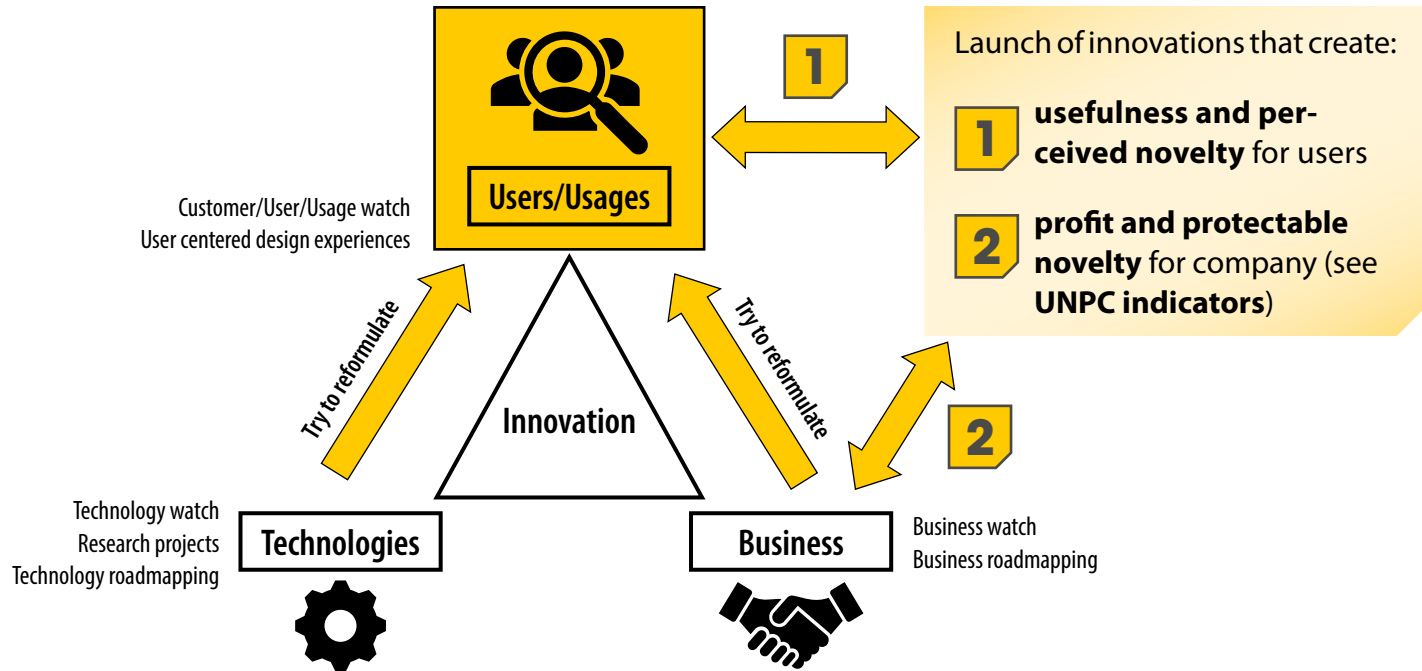 1
Launch of innovations that create:
1
usefulness and per-
ceived novelty for users
2
profit and protectable
novelty for company (see
UNPC indicators)
Users/Usages
Customer/User/Usage watch
User centered design experiences
Try to reformulate
Try to reformulate
Innovation
2
Technology watch
Research projects
Technology roadmapping
Technologies
Business
Business watch
Business roadmapping